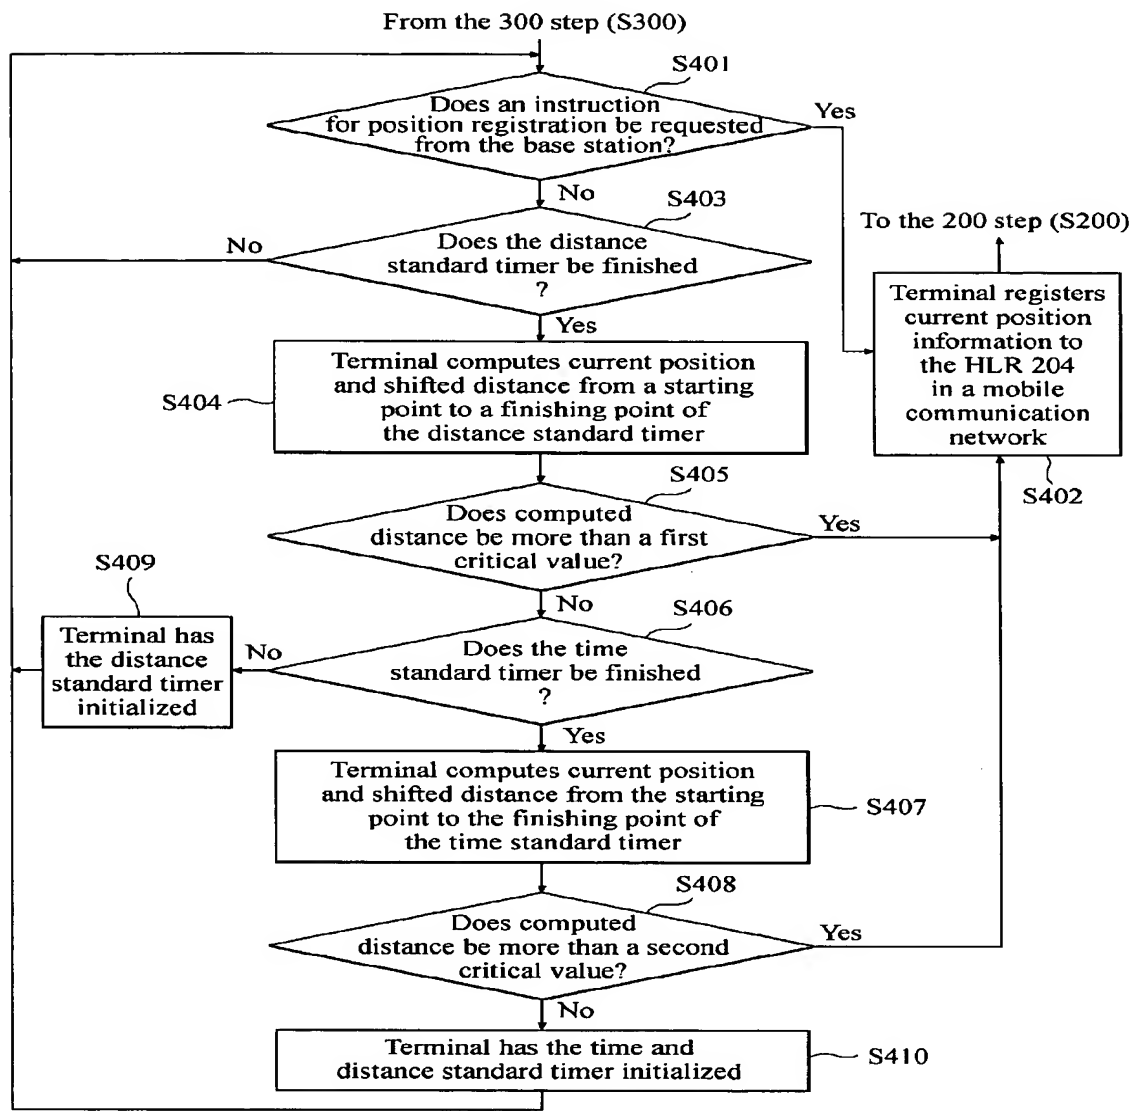 From the 300 step (S300)
S401
Does an instruction
for position registration be requested
from the base station?
Yes
No
S403
Does the distance
standard timer be finished
?
No
Yes
To the 200 step (S200)
Terminal registers
current position
information to
the HLR 204
in a mobile
communication
network
S402
S404
Terminal computes current position
and shifted distance from a starting
point to a finishing point of
the distance standard timer
S405
Does computed
distance be more than a first
critical value?
Yes
No
S409
Terminal has
the distance
standard timer
initialized
S406
Does the time
standard timer be finished
?
No
Yes
Terminal computes current position
and shifted distance from the starting
point to the finishing point of
the time standard timer
S407
S408
Does computed
distance be more than a second
critical value?
Yes
No
Terminal has the time and
distance standard timer initialized
S410